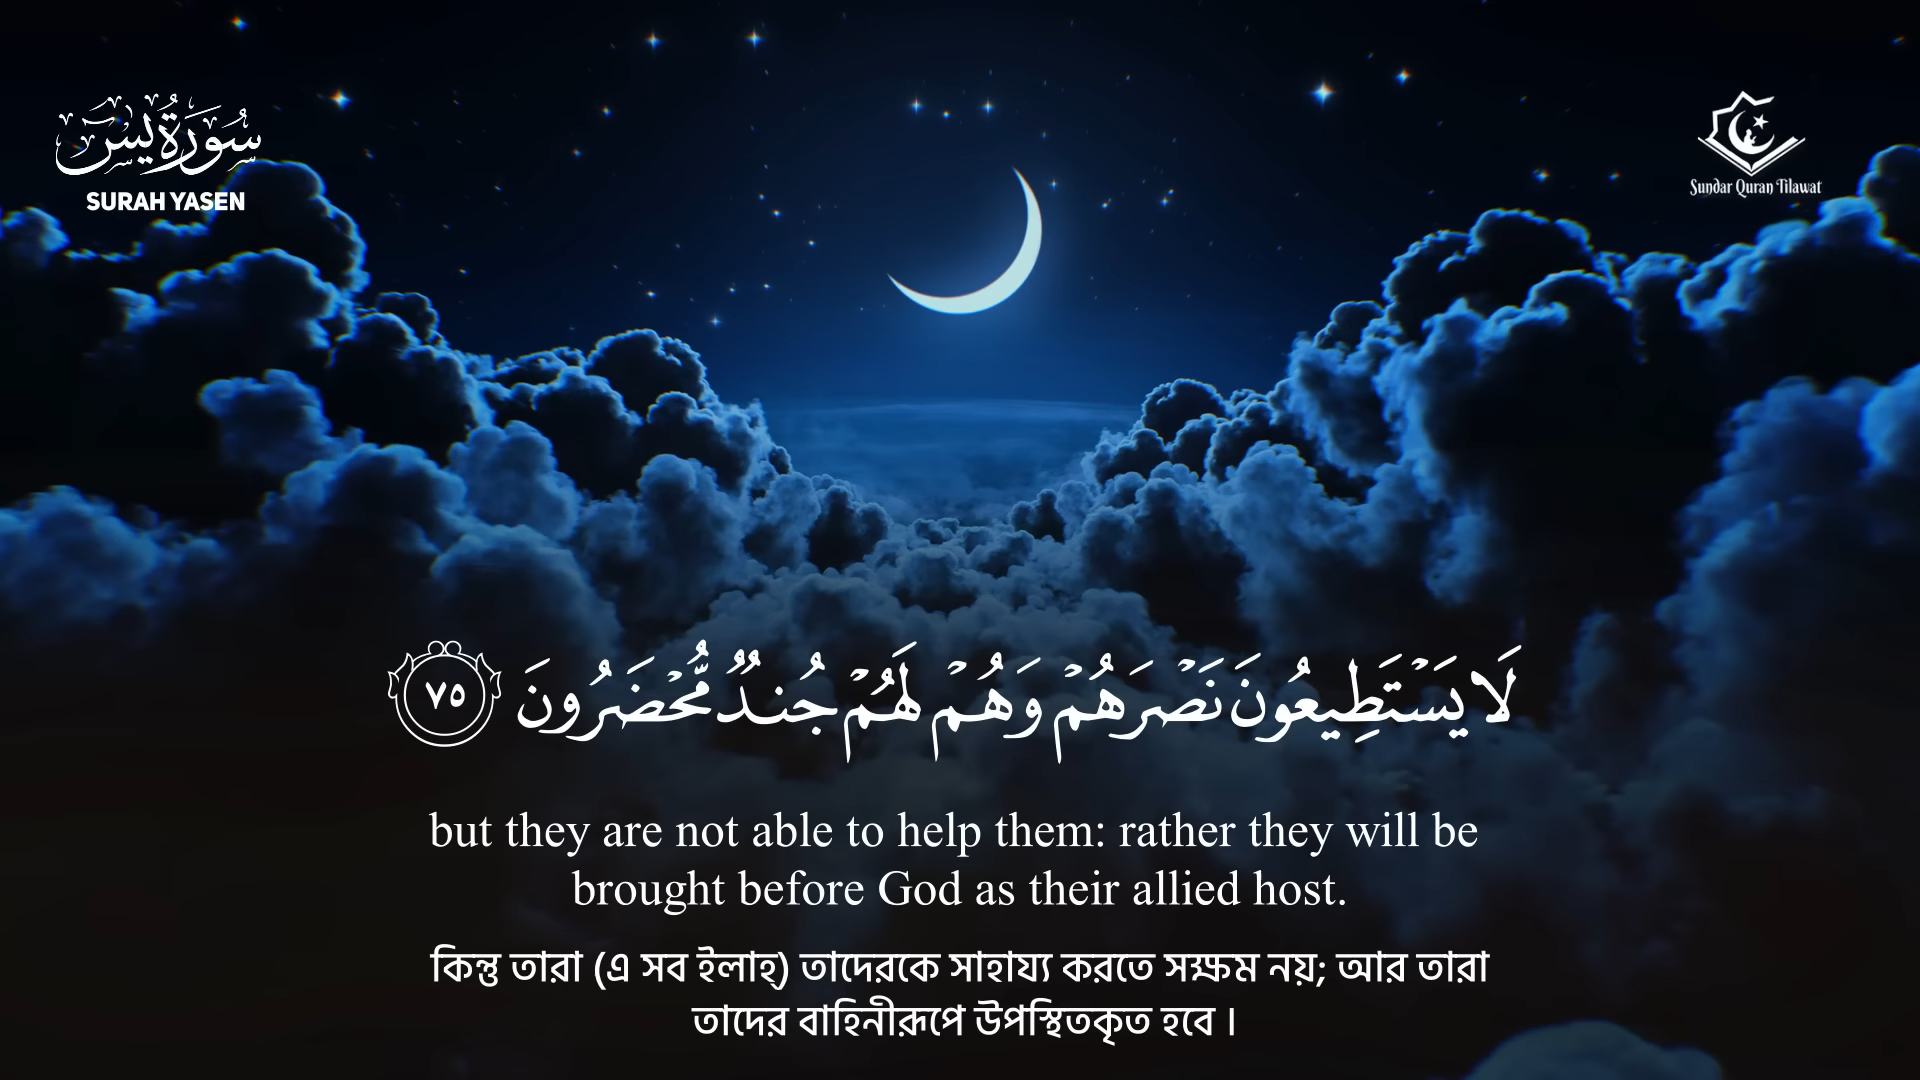 سُورَةُ يس
SURAH YASEN
Sundar Quran Tilawat
لَا يَسْتَطِيعُونَ نَصْرَهُمْ وَهُمْ لَهُمْ جُندٌ مُّحْضَرُونَ ٧٥
but they are not able to help them: rather they will be
brought before God as their allied host.
কিন্তু তারা (এ সব ইলাহ্) তাদেরকে সাহায্য করতে সক্ষম নয়; আর তারা
তাদের বাহিনীরূপে উপস্থিতকৃত হবে ।